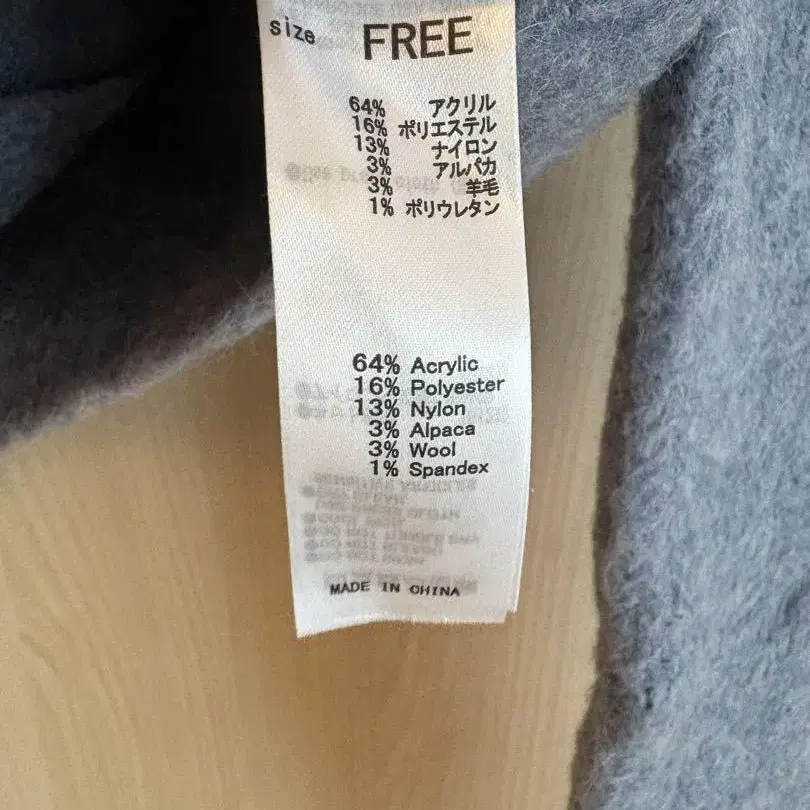 size FREE
64% アクリル
16% ポリエステル
13% ナイロン
3% アルパカ
3% 羊毛
1% ポリウレタン
64% Acrylic
16% Polyester
13% Nylon
3% Alpaca
3% Wool
1% Spandex
MADE IN CHINA